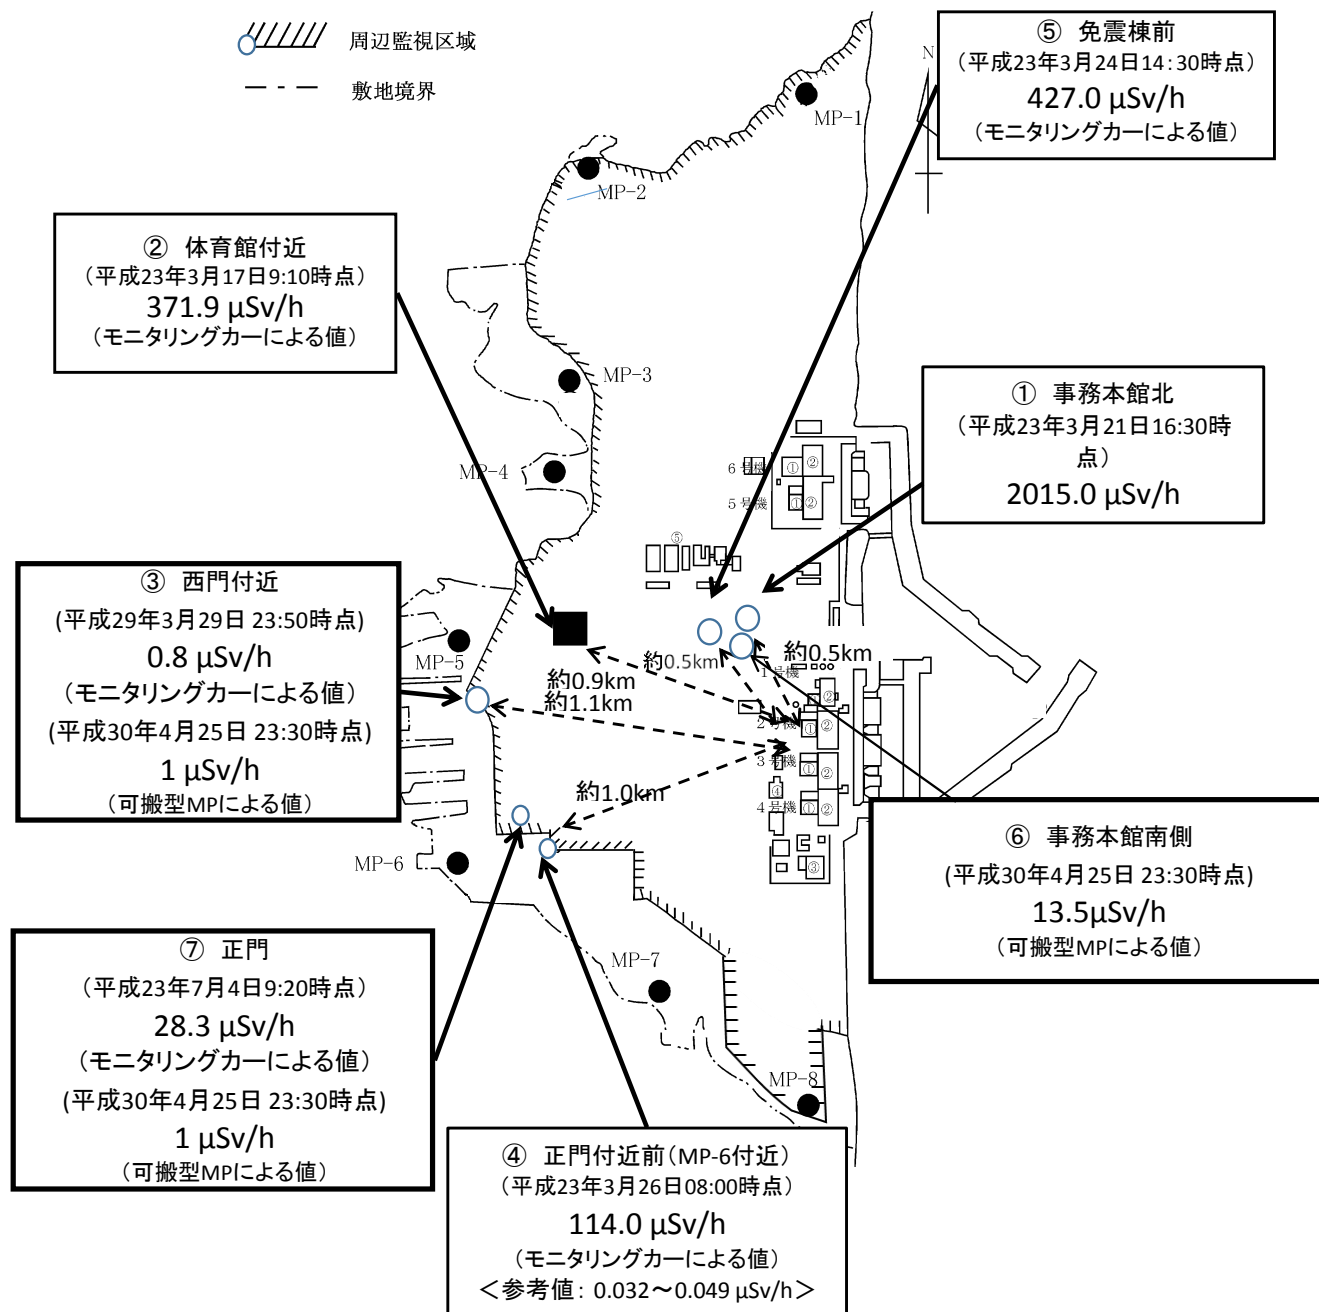 周辺監視区域
敷地境界
⑤ 免震棟前
(平成23年3月24日14:30時点)
427.0 μSv/h
(モニタリングカーによる値)
N
MP-1
MP-2
② 体育館付近
(平成23年3月17日9:10時点)
371.9 μSv/h
(モニタリングカーによる値)
MP-3
① 事務本館北
(平成23年3月21日16:30時
点)
2015.0 μSv/h
MP-4
6号機
①
②
5号機
①
②
⑤
③ 西門付近
(平成29年3月29日 23:50時点)
0.8 μSv/h
(モニタリングカーによる値)
(平成30年4月25日 23:30時点)
1 μSv/h
(可搬型MPによる値)
MP-5
約0.5km
約0.5km
約0.9km
約1.1km
1号機
②
2号機
①
②
3号機
①
②
約1.0km
④
4号機
①
②
③
MP-6
⑥ 事務本館南側
(平成30年4月25日 23:30時点)
13.5μSv/h
(可搬型MPによる値)
⑦ 正門
(平成23年7月4日9:20時点)
28.3 μSv/h
(モニタリングカーによる値)
(平成30年4月25日 23:30時点)
1 μSv/h
(可搬型MPによる値)
MP-7
MP-8
④ 正門付近前(MP-6付近)
(平成23年3月26日08:00時点)
114.0 μSv/h
(モニタリングカーによる値)
<参考値: 0.032~0.049 μSv/h>